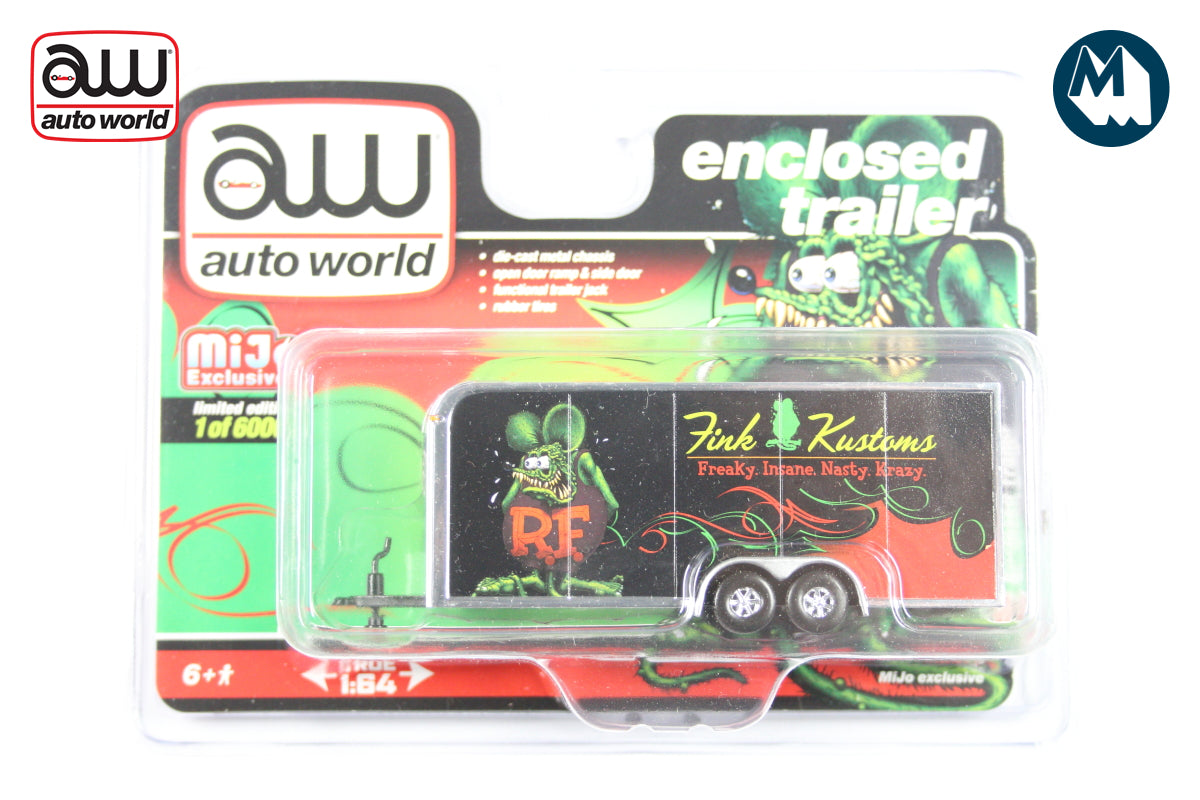 aw
auto world
M
aw
auto world
enclosed
trailer
• die-cast metal chassis
• open door ramp & side door
• functional trailer jack
• rubber tires
MiJo
Exclusive
limited editi
1 of 6000
Fink Kustoms
Freaky. Insane. Nasty. Krazy.
R.F.
6+
TRUE
1:64
MiJo exclusive